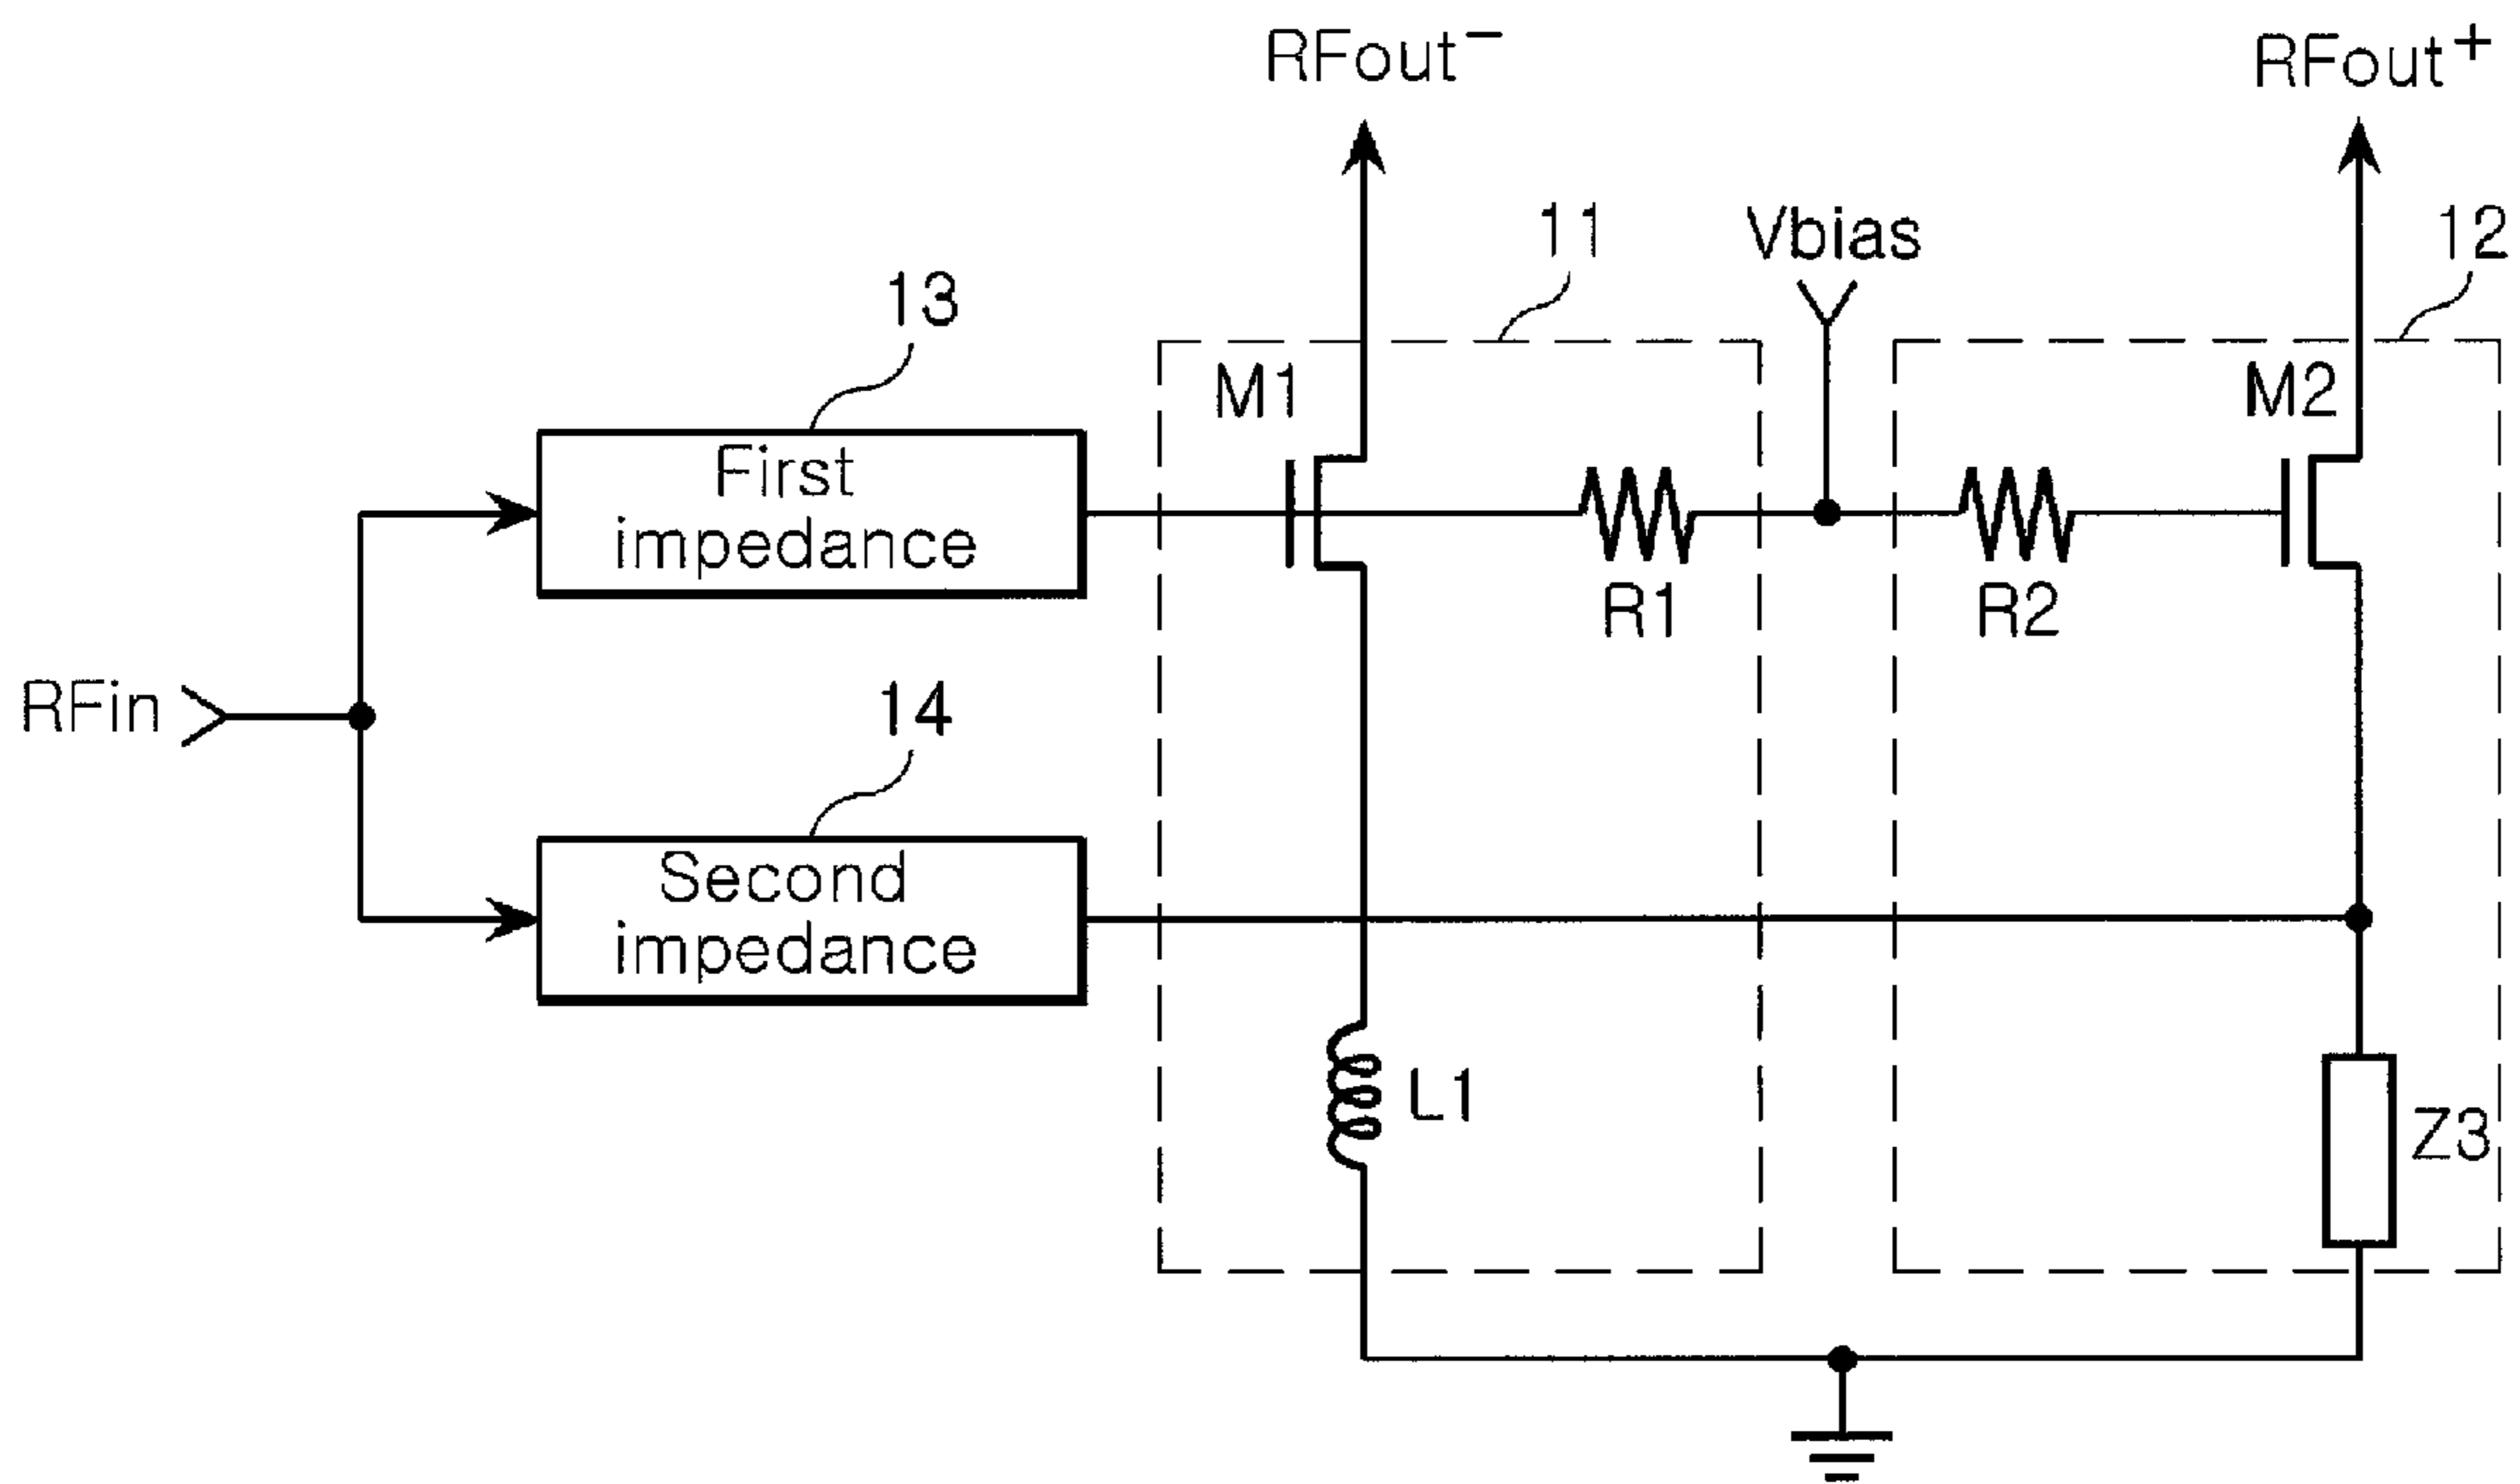 RFout−
RFout+
11
Vbias
12
13
M1
M2
First
impedance
R1
R2
RFin
14
Second
impedance
L1
Z3